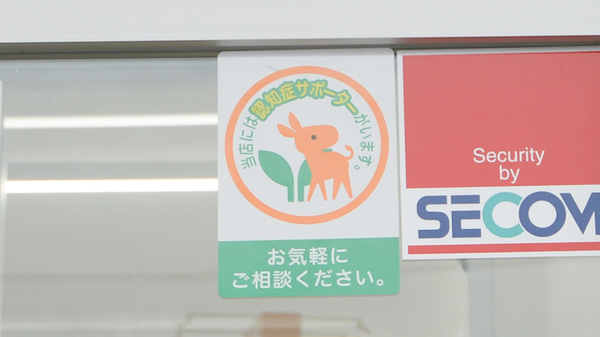 当店には認知症サポーターがいます。
お気軽に
ご相談ください。
Security
by
SECOM